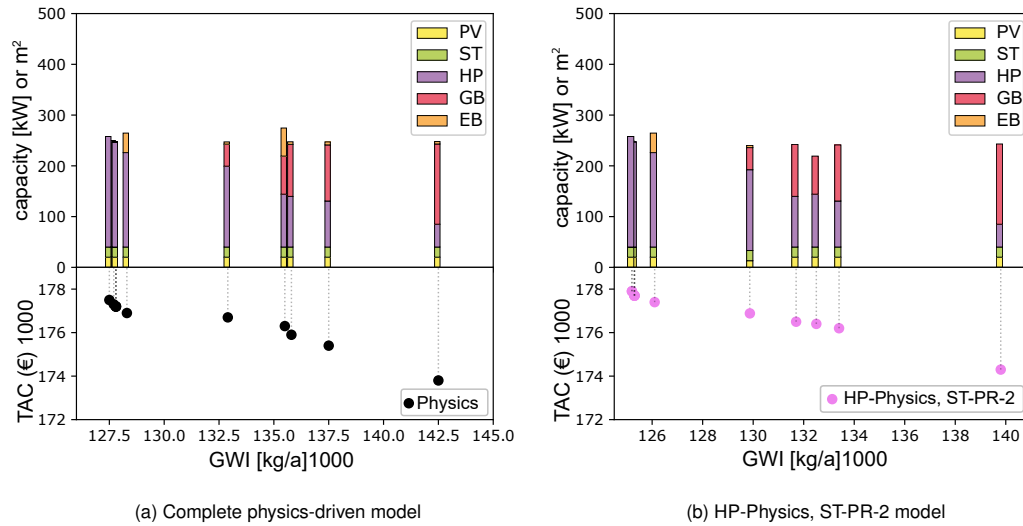 500
400
300
200
100
0
capacity [kW] or m²
PV
ST
HP
GB
EB
178
176
174
172
TAC (€) 1000
Physics
127.5 130.0 132.5 135.0 137.5 140.0 142.5 145.0
GWI [kg/a]1000
(a) Complete physics-driven model
500
400
300
200
100
0
capacity [kW] or m²
PV
ST
HP
GB
EB
178
176
174
172
TAC (€) 1000
HP-Physics, ST-PR-2
126 128 130 132 134 136 138 140
GWI [kg/a]1000
(b) HP-Physics, ST-PR-2 model